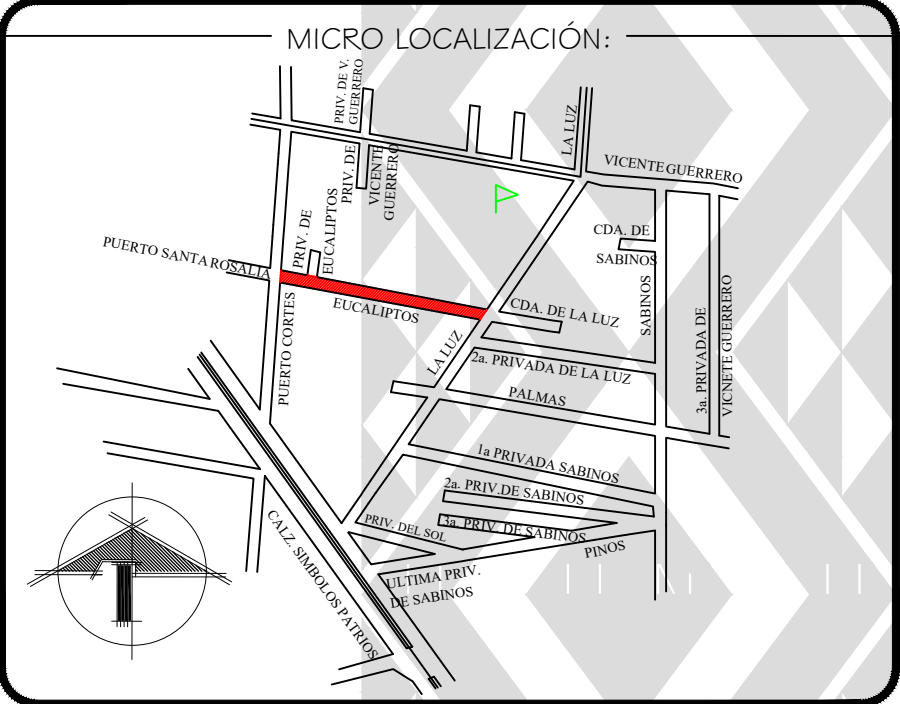 MICRO LOCALIZACIÓN:
PRIV. DE V.
GUERRERO
LA LUZ
PRIV. DE
VICENTE
GUERRERO
VICENTE GUERRERO
PRIV. DE
EUCALIPTOS
CDA. DE
SABINOS
PUERTO SANTA ROSALIA
EUCALIPTOS
PUERTO CORTES
CDA. DE LA LUZ
SABINOS
3a. PRIVADA DE
VICNETE GUERRERO
LA LUZ
2a. PRIVADA DE LA LUZ
PALMAS
1a PRIVADA SABINOS
2a. PRIV.DE SABINOS
3a. PRIV. DE SABINOS
PRIV. DEL SOL
PINOS
ULTIMA PRIV.
DE SABINOS
CALZ. SIMBOLOS PATRIOS